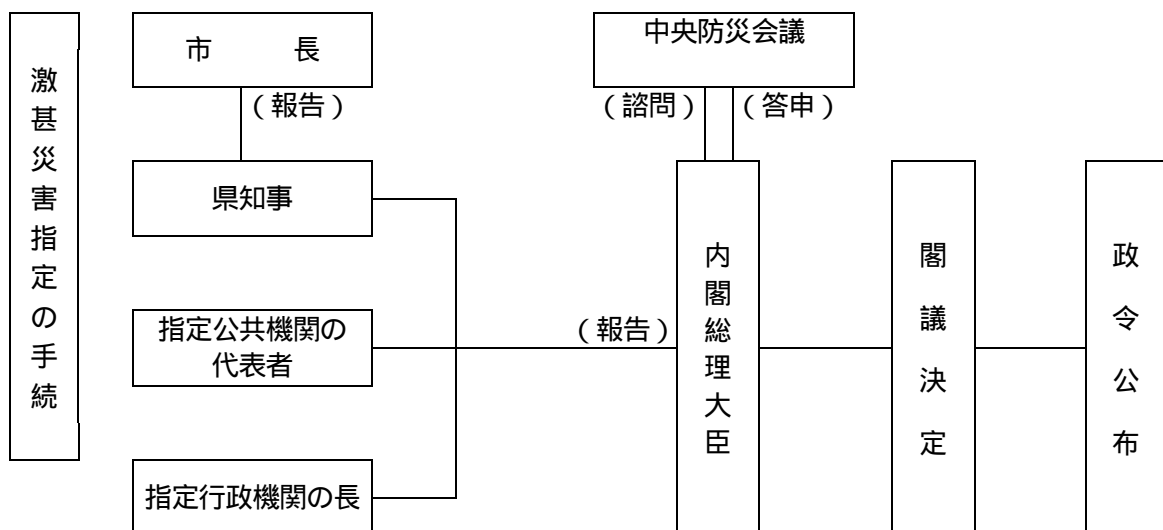 激甚災害指定の手続
市　　長
（報告）
県知事
指定公共機関の
代表者
指定行政機関の長
（報告）
中央防災会議
（諮問）
（答申）
内閣総理大臣
閣議決定
政令公布